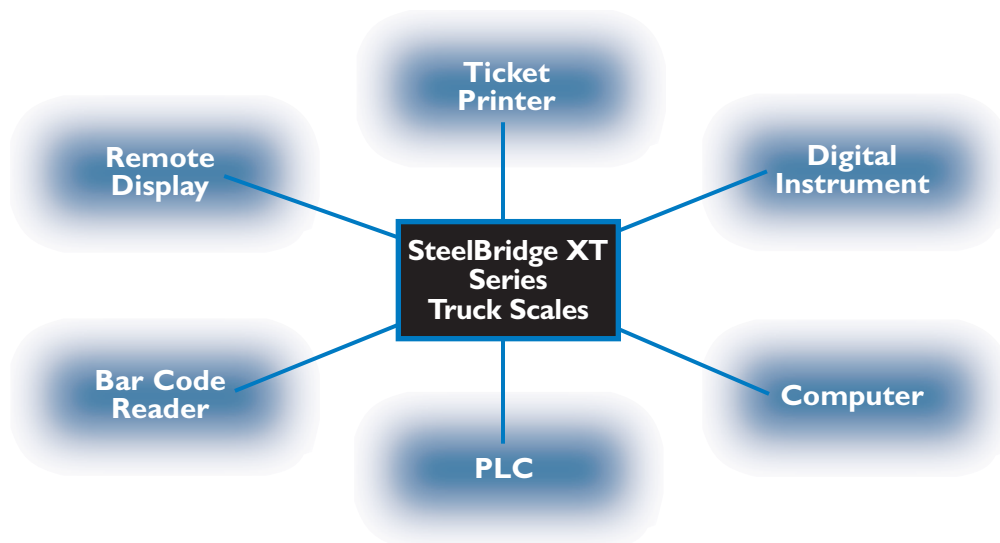 Ticket
Printer
Remote
Display
Digital
Instrument
SteelBridge XT
Series
Truck Scales
Bar Code
Reader
Computer
PLC